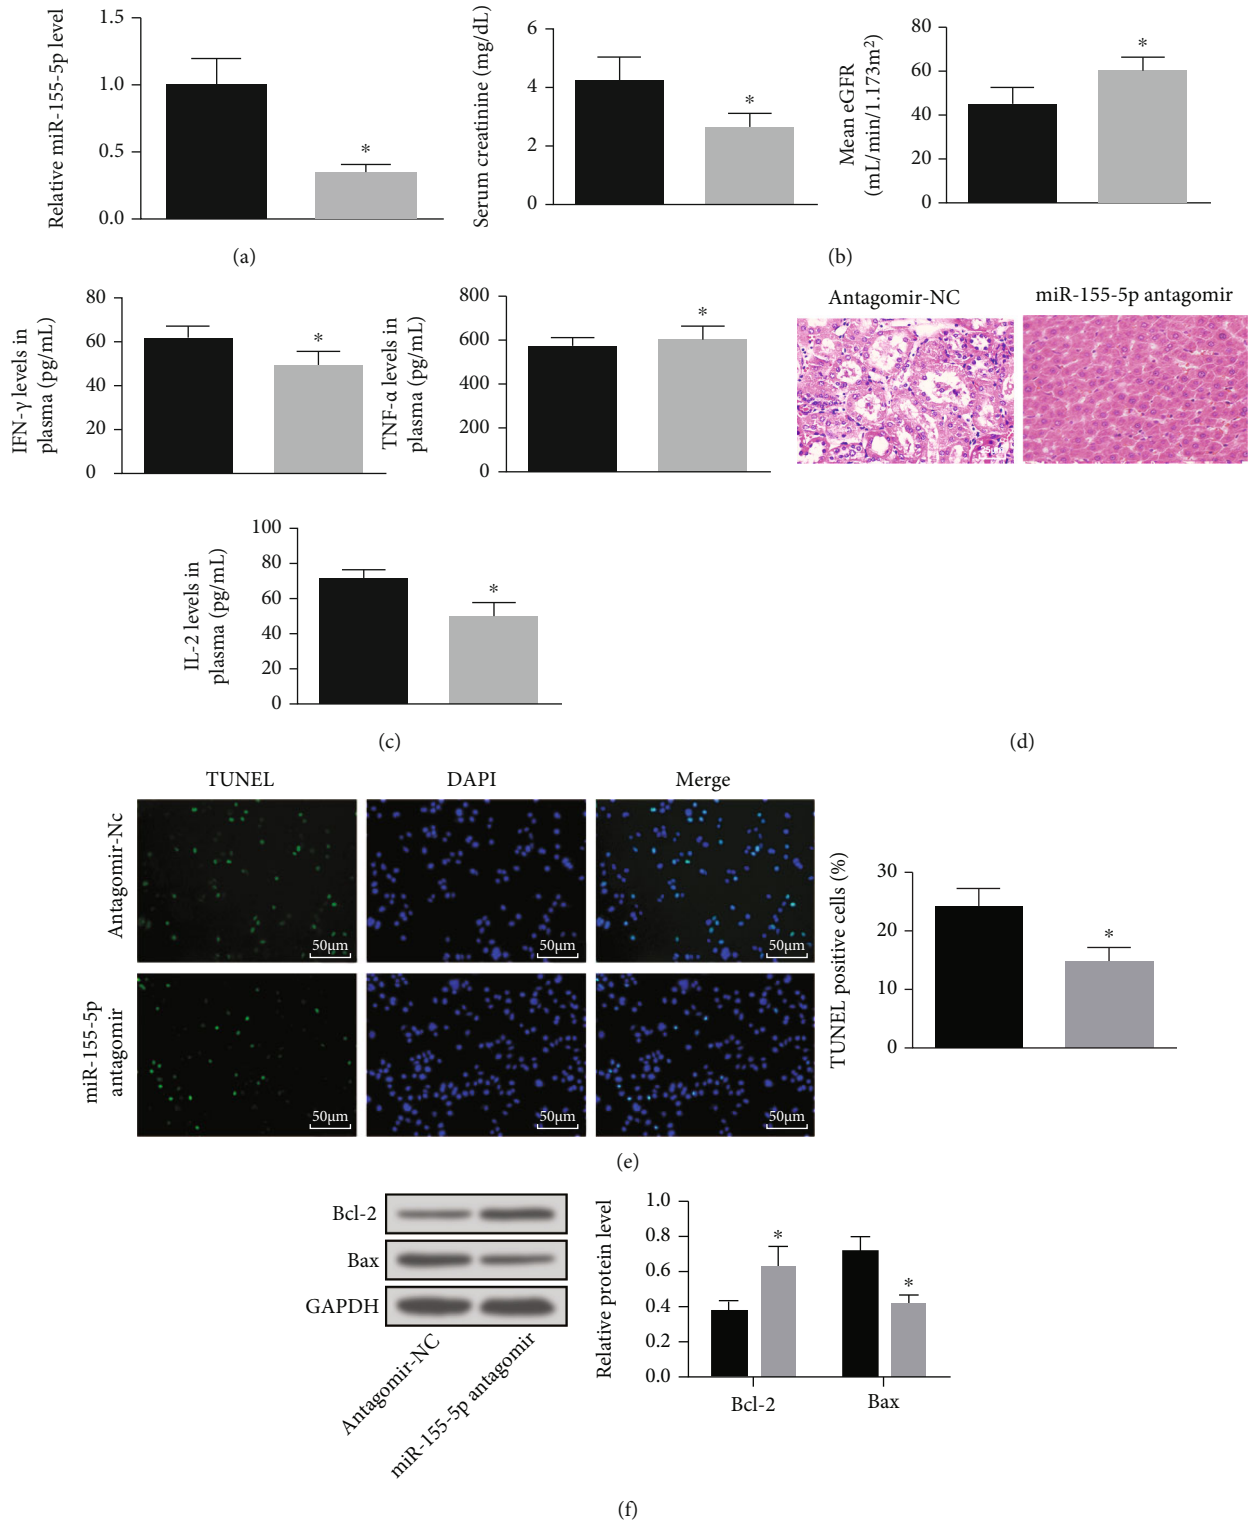 Relative miR-155-5p level
1.5
1.0
0.5
0.0
*
(a)
Serum creatinine (mg/dL)
6
4
2
0
*
Mean eGFR
(mL/min/1.173m²)
80
60
40
20
0
*
(b)
IFN-γ levels in
plasma (pg/mL)
80
60
40
20
0
*
TNF-α levels in
plasma (pg/mL)
800
600
400
200
0
*
IL-2 levels in
plasma (pg/mL)
100
80
60
40
20
0
*
(c)
Antagomir-NC
miR-155-5p antagomir
(d)
TUNEL
DAPI
Merge
Antagomir-Nc
50μm
50μm
50μm
miR-155-5p
antagomir
50μm
50μm
50μm
TUNEL positive cells (%)
30
20
10
0
*
(e)
Bcl-2
Bax
GAPDH
Antagomir-NC
miR-155-5p antagomir
Relative protein level
1.0
0.8
0.6
0.4
0.2
0.0
*
*
Bcl-2
Bax
(f)